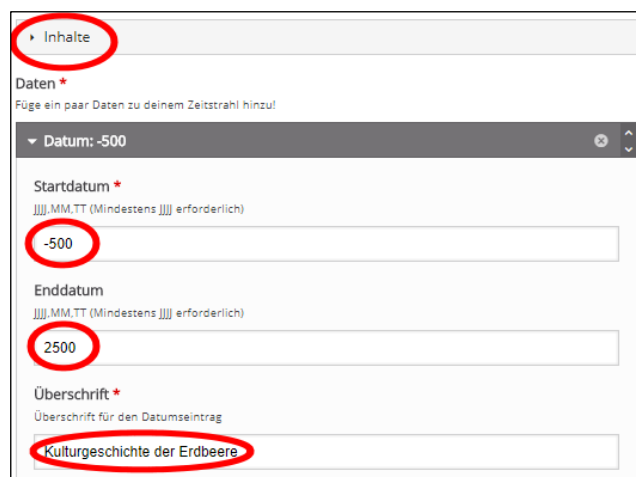 Inhalte
Daten *
Füge ein paar Daten zu deinem Zeitstrahl hinzu!
Datum: -500
Startdatum *
JJJJ,MM,TT (Mindestens JJJJ erforderlich)
-500
Enddatum
JJJJ,MM,TT (Mindestens JJJJ erforderlich)
2500
Überschrift *
Überschrift für den Datumseintrag
Kulturgeschichte der Erdbeere